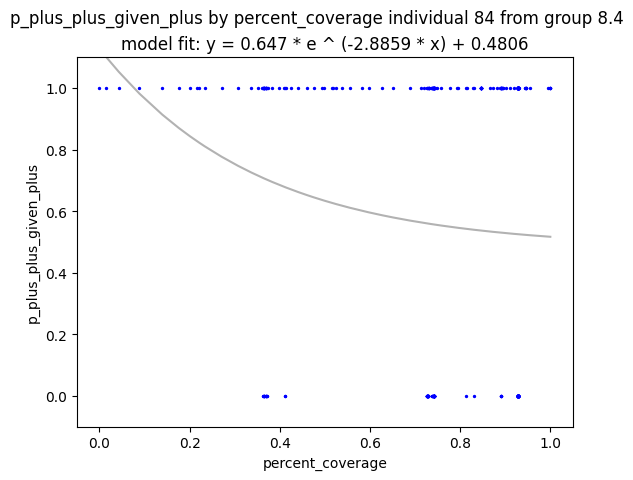 p_plus_plus_given_plus by percent_coverage individual 84 from group 8.4
model fit: y = 0.647 * e ^ (-2.8859 * x) + 0.4806
1.0
0.8
0.6
0.4
0.2
0.0
p_plus_plus_given_plus
0.0 0.2 0.4 0.6 0.8 1.0
percent_coverage